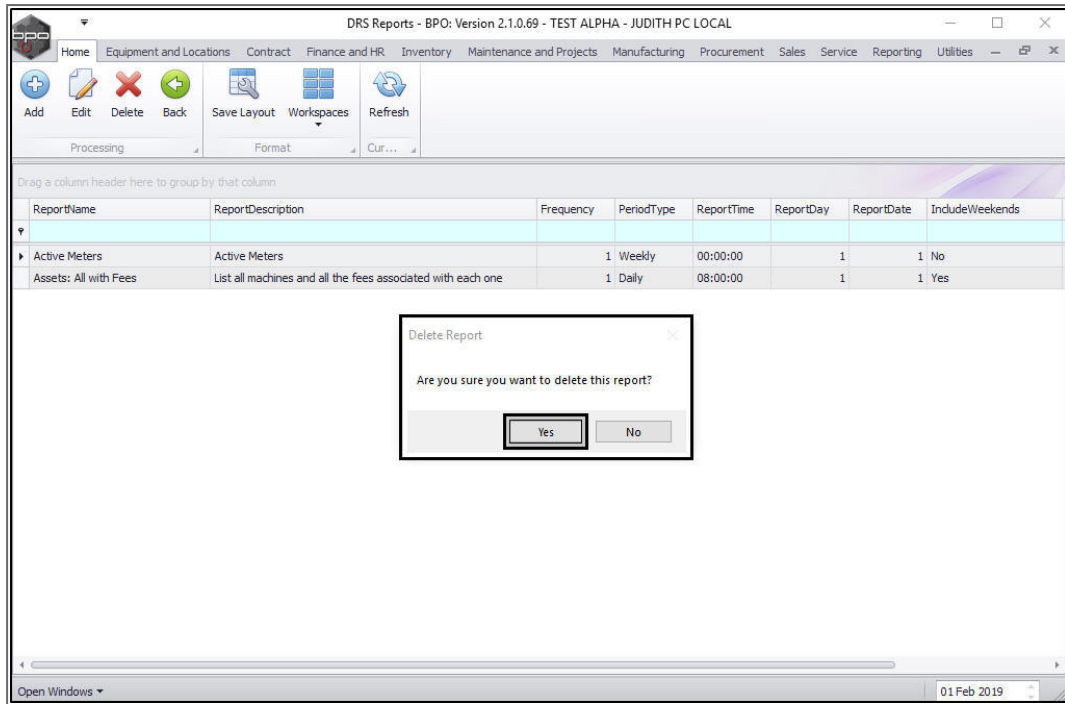 DRS Reports - BPO: Version 2.1.0.69 - TEST ALPHA - JUDITH PC LOCAL
bpo
Home Equipment and Locations Contract Finance and HR Inventory Maintenance and Projects Manufacturing Procurement Sales Service Reporting Utilities
Add Edit Delete Back Save Layout Workspaces Refresh
Processing Format Cur...
Drag a column header here to group by that column
ReportName ReportDescription Frequency PeriodType ReportTime ReportDay ReportDate IncludeWeekends
Active Meters Active Meters 1 Weekly 00:00:00 1 1 No
Assets: All with Fees List all machines and all the fees associated with each one 1 Daily 08:00:00 1 1 Yes
Delete Report
Are you sure you want to delete this report?
Yes No
Open Windows 01 Feb 2019